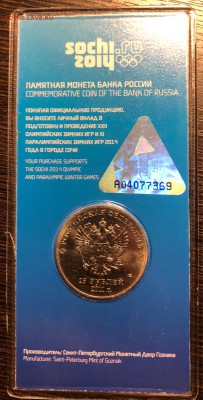 sochi.ru
2014
ПАМЯТНАЯ МОНЕТА БАНКА РОССИИ
COMMEMORATIVE COIN OF THE BANK OF RUSSIA
ПОКУПАЯ ОФИЦИАЛЬНУЮ ПРОДУКЦИЮ,
ВЫ ВНОСИТЕ ЛИЧНЫЙ ВКЛАД В
ПОДГОТОВКУ И ПРОВЕДЕНИЕ XXII
ОЛИМПИЙСКИХ ЗИМНИХ ИГР И XI
ПАРАЛИМПИЙСКИХ ЗИМНИХ ИГР 2014
ГОДА В ГОРОДЕ СОЧИ
YOUR PURCHASE SUPPORTS
THE SOCHI 2014 OLYMPIC
AND PARALYMPIC WINTER GAMES
A04077369
РОССИЙСКАЯ ФЕДЕРАЦИЯ
25 РУБЛЕЙ
Производитель: Санкт-Петербургский Монетный Двор Гознака
Manufacturer: Saint-Petersburg Mint of Goznak